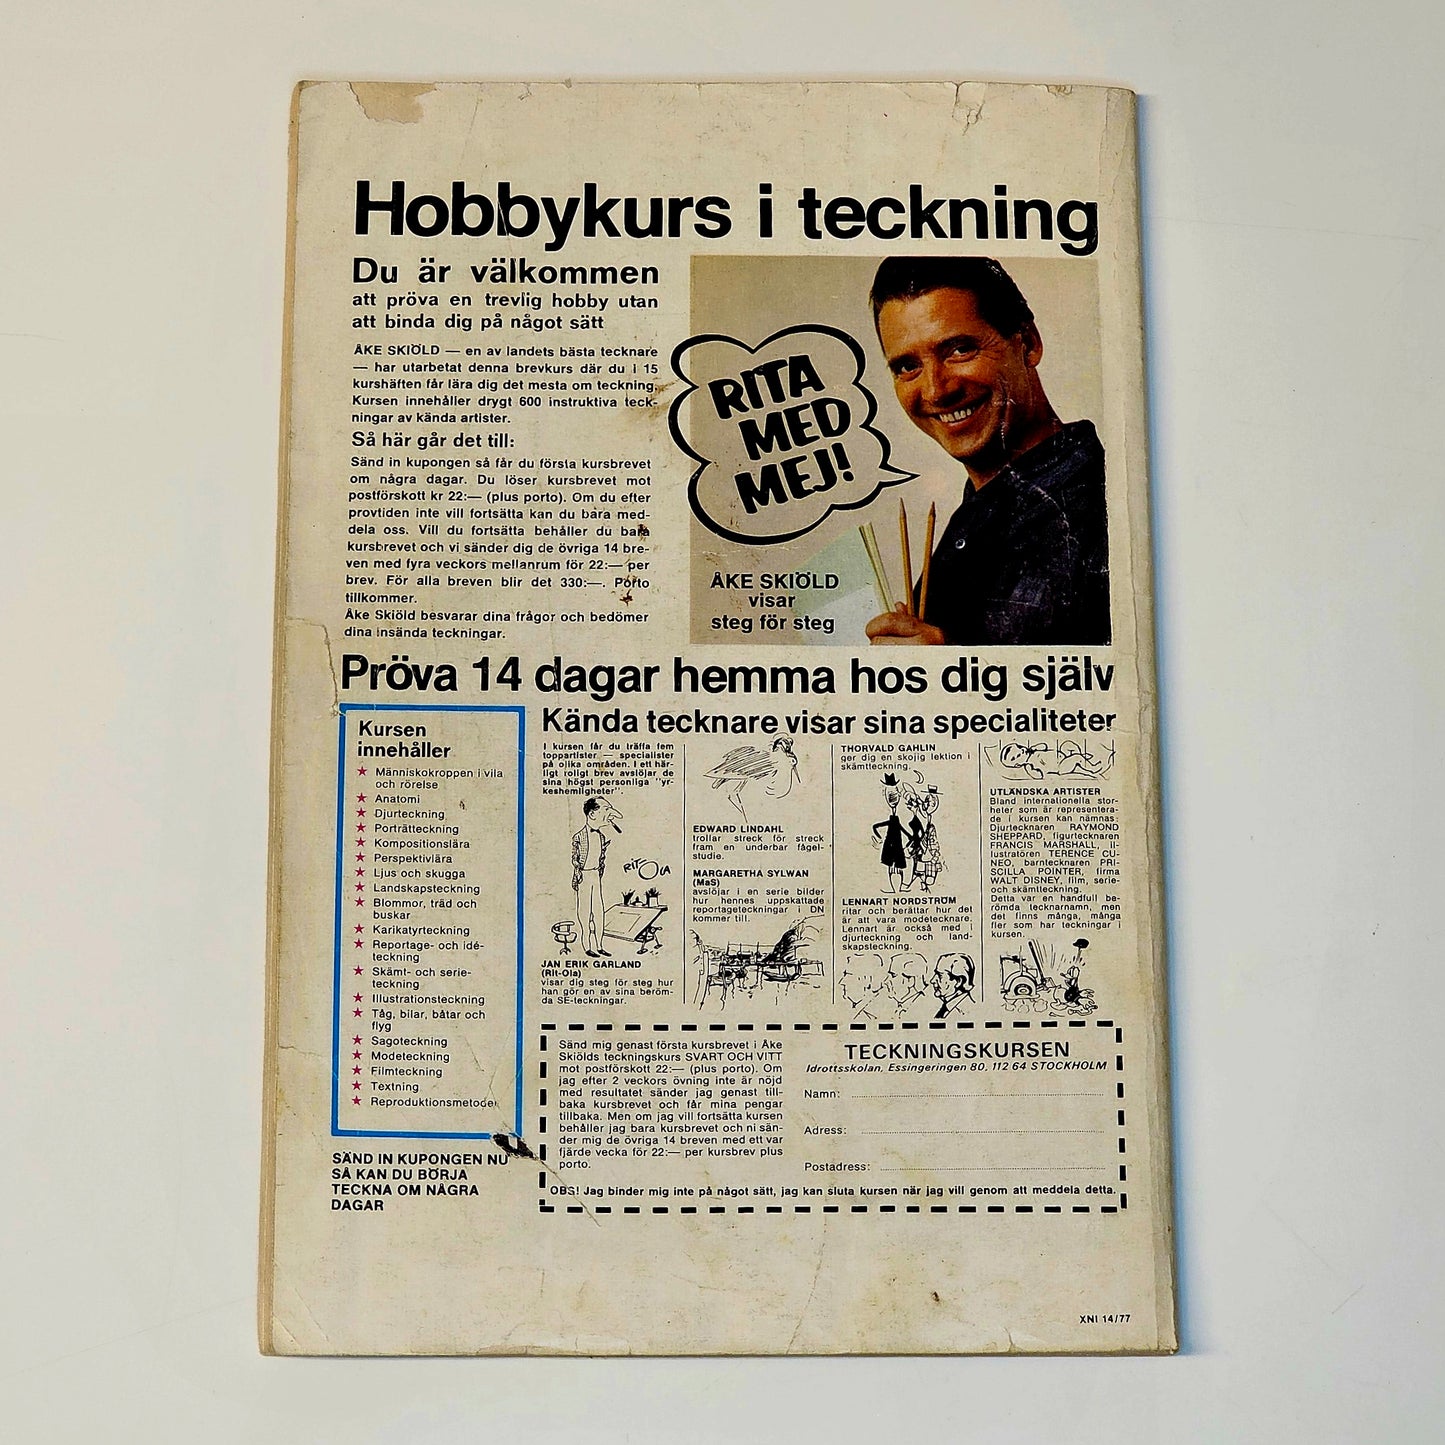 Hobbykurs i teckning
Du är välkommen
att pröva en trevlig hobby utan
att binda dig på något sätt
ÅKE SKIÖLD — en av landets bästa tecknare
— har utarbetat denna brevkurs där du i 15
kurshäften får lära dig det mesta om teckning.
Kursen innehåller drygt 600 instruktiva teck-
ningar av kända artister.
Så här går det till:
Sänd in kupongen så får du första kursbrevet
om några dagar. Du löser kursbrevet mot
postförskott kr 22:— (plus porto). Om du efter
provtiden inte vill fortsätta kan du bara med-
dela oss. Vill du fortsätta behåller du bara
kursbrevet och vi sänder dig de övriga 14 bre-
ven med fyra veckors mellanrum för 22:— per
brev. För alla breven blir det 330:—. Porto
tillkommer.
Åke Skiöld besvarar dina frågor och bedömer
dina insända teckningar.
RITA
MED
MEJ!
ÅKE SKIÖLD
visar
steg för steg
Pröva 14 dagar hemma hos dig själv
Kursen
innehåller
★ Människokroppen i vila
och rörelse
★ Anatomi
★ Djurteckning
★ Porträtteckning
★ Kompositionslära
★ Perspektivlära
★ Ljus och skugga
★ Landskapsteckning
★ Blommor, träd och
buskar
★ Karikatyrteckning
★ Reportage- och idé-
teckning
★ Skämt- och serie-
teckning
★ Illustrationsteckning
★ Tåg, bilar, båtar och
flyg
★ Sagoteckning
★ Modeteckning
★ Filmteckning
★ Textning
★ Reproduktionsmetoder
SÄND IN KUPONGEN NU
SÅ KAN DU BÖRJA
TECKNA OM NÅGRA
DAGAR
Kända tecknare visar sina specialiteter
I kursen får du träffa fem
toppartister — specialister
på olika områden. I ett här-
ligt roligt brev avslöjar de
sina högst personliga "yr-
keshemligheter".
RIT OLA
JAN ERIK GARLAND
(Rit-Ola)
visar dig steg för steg hur
han gör en av sina beröm-
da SE-teckningar.
EDWARD LINDAHL
trollar streck för streck
fram en underbar fågel-
studie.
MARGARETHA SYLWAN
(MaS)
avslöjar i en serie bilder
hur hennes uppskattade
reportageteckningar i DN
kommer till.
THORVALD GAHLIN
ger dig en skojig lektion i
skämtteckning.
LENNART NORDSTRÖM
ritar och berättar hur det
är att vara modetecknare.
Lennart är också med i
djurteckning och land-
skapsteckning.
UTLÄNDSKA ARTISTER
Bland internationella stor-
heter som är representera-
de i kursen kan nämnas:
Djurtecknaren RAYMOND
SHEPPARD, figurtecknaren
FRANCIS MARSHALL, il-
lustratören TERENCE CU-
NEO, barntecknaren PRI-
SCILLA POINTER, firma
WALT DISNEY, film, serie-
och skämtteckning.
Detta var en handfull be-
römda tecknarnamn, men
det finns många, många
fler som har teckningar i
kursen.
Sänd mig genast första kursbrevet i Åke
Skiölds teckningskurs SVART OCH VITT
mot postförskott 22:— (plus porto). Om
jag efter 2 veckors övning inte är nöjd
med resultatet sänder jag genast till-
baka kursbrevet och får mina pengar
tillbaka. Men om jag vill fortsätta kursen
behåller jag bara kursbrevet och ni sän-
der mig de övriga 14 breven med ett var
fjärde vecka för 22:— per kursbrev plus
porto.
TECKNINGSKURSEN
Idrottsskolan, Essingeringen 80, 112 64 STOCKHOLM
Namn:
Adress:
Postadress:
OBS! Jag binder mig inte på något sätt, jag kan sluta kursen när jag vill genom att meddela detta.
XNI 14/77